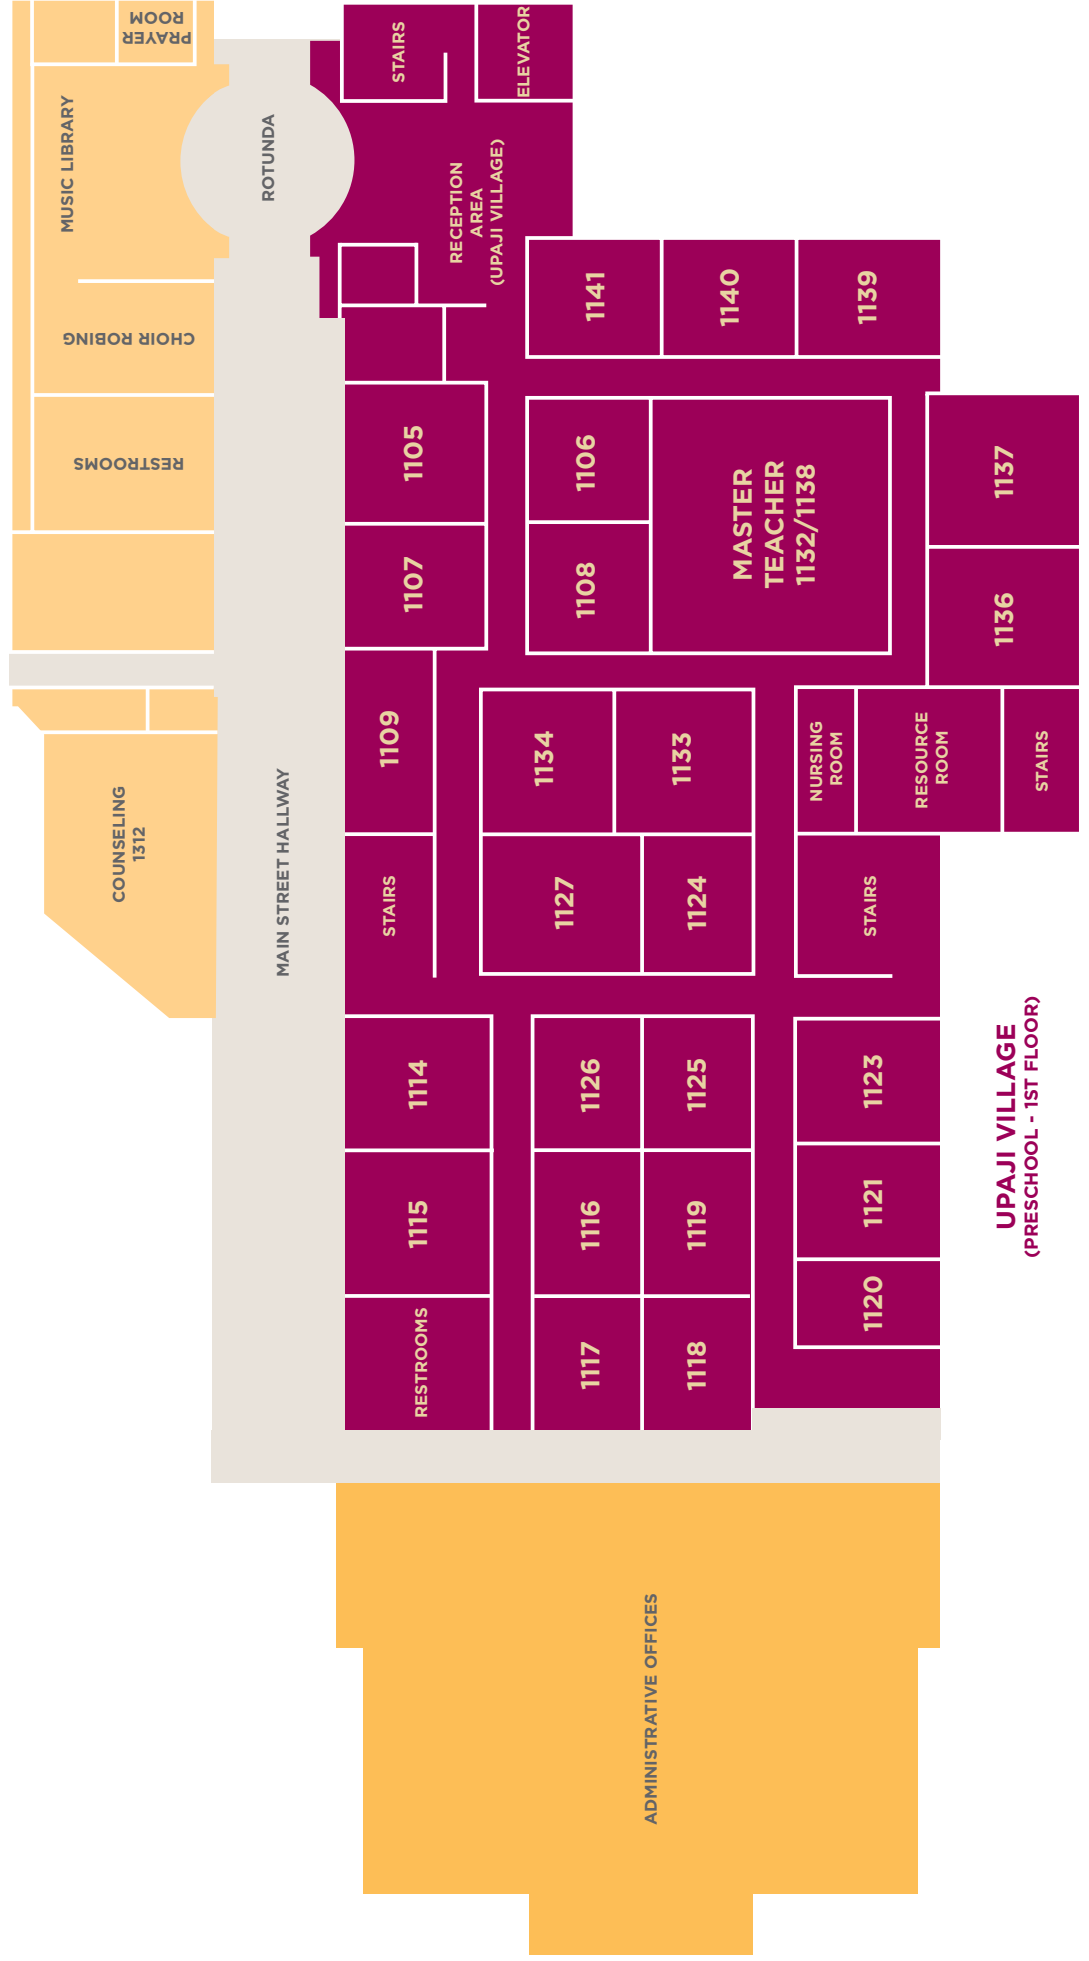 PRAYER
ROOM
STAIRS
ELEVATOR
MUSIC LIBRARY
ROTUNDA
RECEPTION
AREA
(UPAJI VILLAGE)
1141
1140
1139
CHOIR ROBING
RESTROOMS
1105
1106
MASTER
TEACHER
1132/1138
1137
1107
1108
1136
1109
1134
1133
NURSING
ROOM
RESOURCE
ROOM
STAIRS
COUNSELING
1312
MAIN STREET HALLWAY
STAIRS
1127
1124
STAIRS
1114
1126
1125
1123
UPAJI VILLAGE
(PRESCHOOL - 1ST FLOOR)
1115
1116
1119
1121
1120
RESTROOMS
1117
1118
ADMINISTRATIVE OFFICES